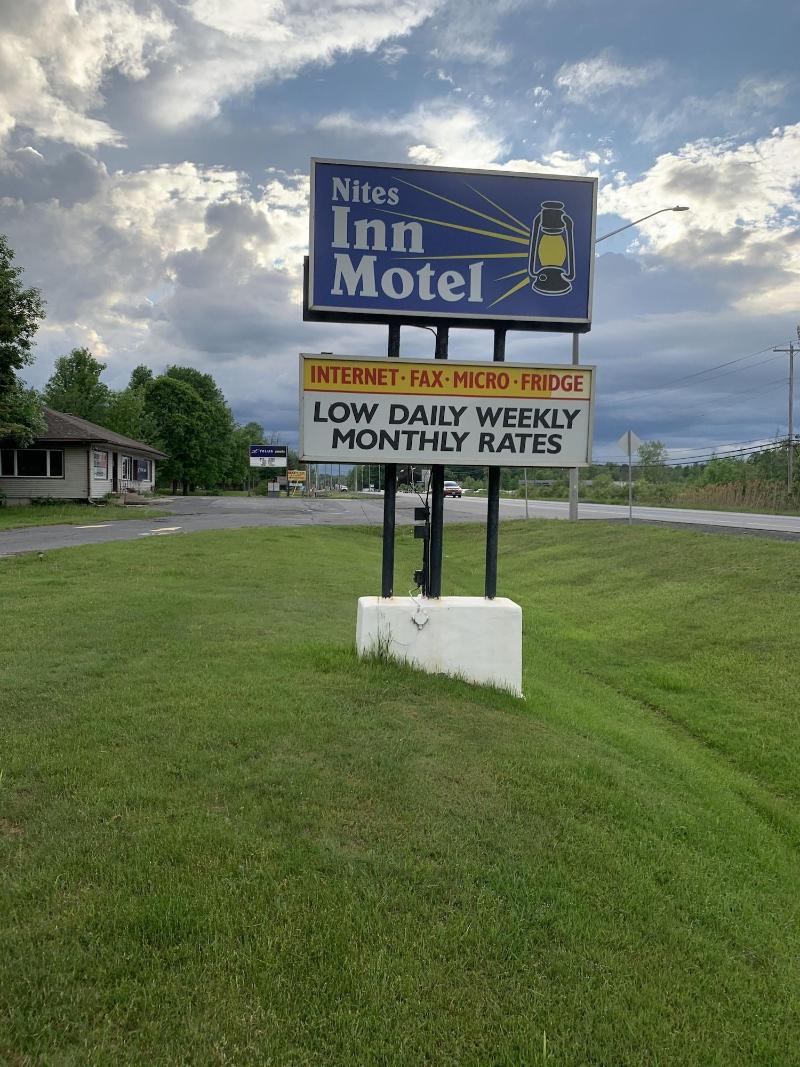 Nites
Inn
Motel
INTERNET · FAX · MICRO · FRIDGE
LOW DAILY WEEKLY
MONTHLY RATES